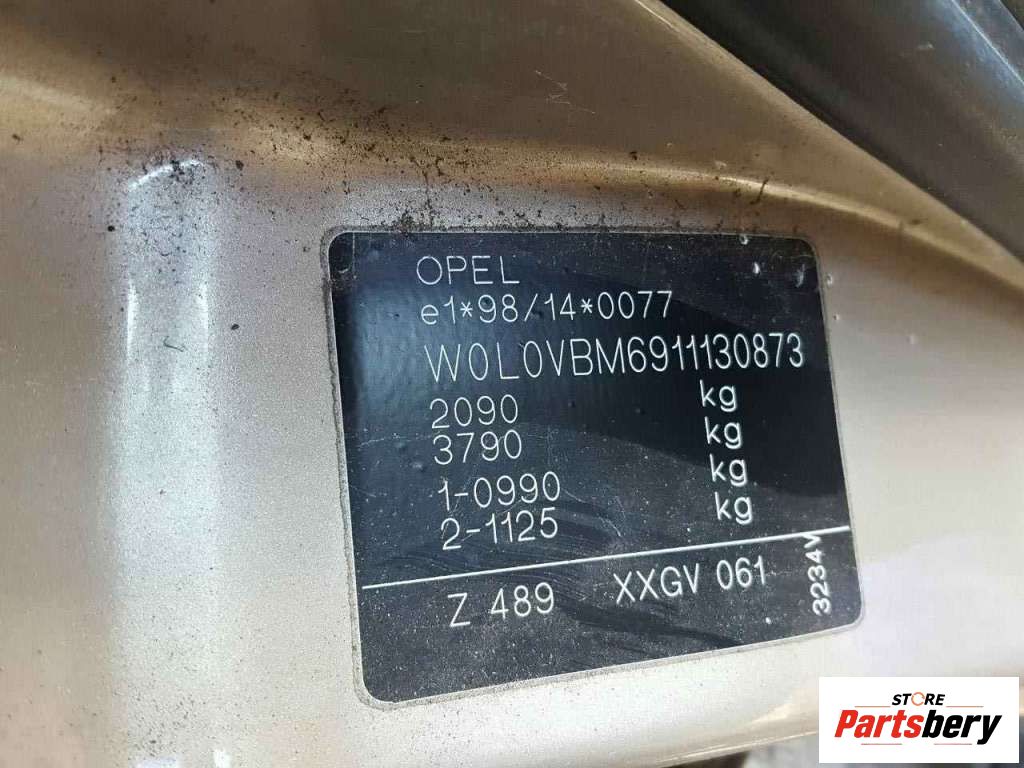 OPEL
e1*98/14*0077
W0L0VBM6911130873
2090 kg
3790 kg
1-0990 kg
2-1125 kg
Z 489 XXGV 061
3234V
STORE
Partsbery